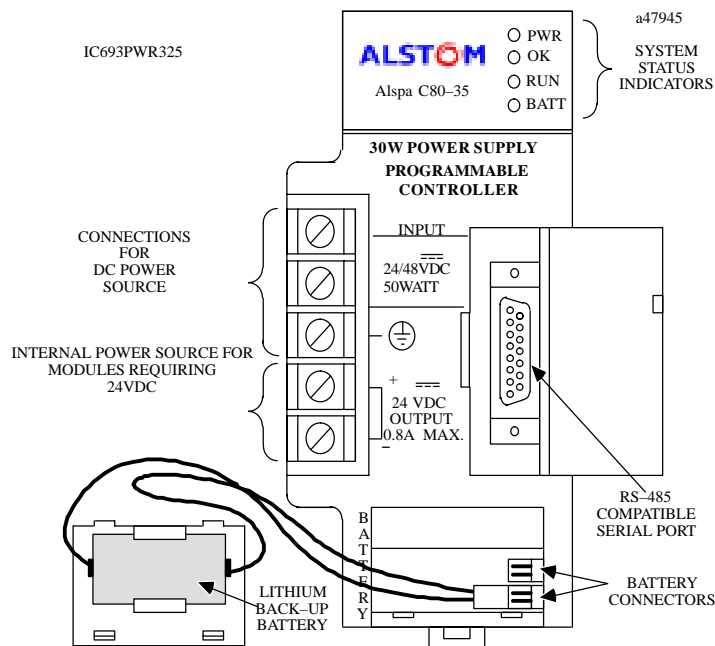 a47945
IC693PWR325
ALSTOM
Alspa C80–35
PWR
OK
RUN
BATT
SYSTEM
STATUS
INDICATORS
30W POWER SUPPLY
PROGRAMMABLE
CONTROLLER
CONNECTIONS
FOR
DC POWER
SOURCE
INPUT
24/48VDC
50WATT
INTERNAL POWER SOURCE FOR
MODULES REQUIRING
24VDC
+
24 VDC
OUTPUT
0.8A MAX.
–
RS–485
COMPATIBLE
SERIAL PORT
BATTERY
LITHIUM
BACK–UP
BATTERY
BATTERY
CONNECTORS